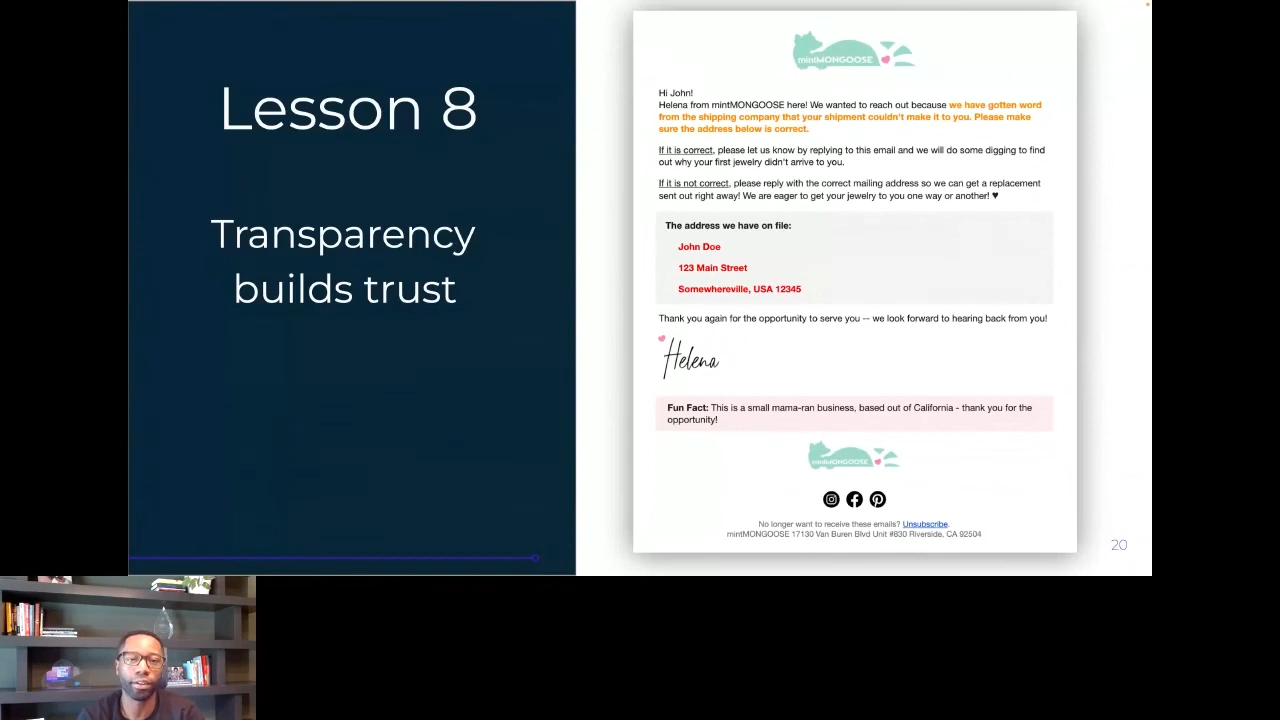 Lesson 8
Transparency
builds trust
mintMONGOOSE
Hi John!
Helena from mintMONGOOSE here! We wanted to reach out because we have gotten word
from the shipping company that your shipment couldn't make it to you. Please make
sure the address below is correct.
If it is correct, please let us know by replying to this email and we will do some digging to find
out why your first jewelry didn't arrive to you.
If it is not correct, please reply with the correct mailing address so we can get a replacement
sent out right away! We are eager to get your jewelry to you one way or another! ♥
The address we have on file:
John Doe
123 Main Street
Somewhereville, USA 12345
Thank you again for the opportunity to serve you -- we look forward to hearing back from you!
Helena
Fun Fact: This is a small mama-ran business, based out of California - thank you for the
opportunity!
mintMONGOOSE
No longer want to receive these emails? Unsubscribe.
mintMONGOOSE 17130 Van Buren Blvd Unit #830 Riverside, CA 92504
20